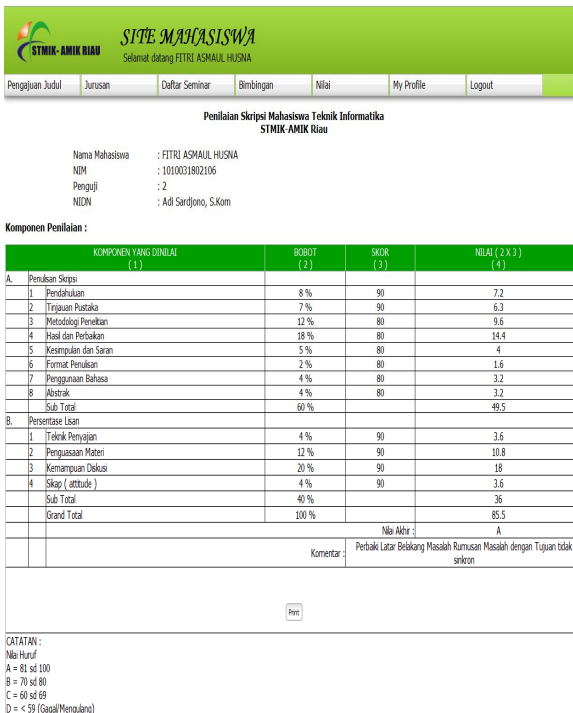 STMIK- AMIK RIAU
SITE MAHASISWA
Selamat datang FITRI ASMAUL HUSNA
Pengajuan Judul Jurusan Daftar Seminar Bimbingan Nilai My Profile Logout
Penilaian Skripsi Mahasiswa Teknik Informatika
STMIK-AMIK Riau
Nama Mahasiswa : FITRI ASMAUL HUSNA
NIM : 1010031802106
Penguji : 2
NIDN : Adi Sardjono, S.Kom
Komponen Penilaian :
KOMPONEN YANG DINILAI BOBOT SKOR NILAI ( 2 X 3 )
( 1 ) ( 2 ) ( 3 ) ( 4 )
A. Penulisan Skripsi
1 Pendahuluan 8 % 90 7.2
2 Tinjauan Pustaka 7 % 90 6.3
3 Metodologi Penelitian 12 % 80 9.6
4 Hasil dan Perbaikan 18 % 80 14.4
5 Kesimpulan dan Saran 5 % 80 4
6 Format Penulisan 2 % 80 1.6
7 Penggunaan Bahasa 4 % 80 3.2
8 Abstrak 4 % 80 3.2
Sub Total 60 % 49.5
B. Persentase Lisan
1 Teknik Penyajian 4 % 90 3.6
2 Penguasaan Materi 12 % 90 10.8
3 Kemampuan Diskusi 20 % 90 18
4 Skap ( attitude ) 4 % 90 3.6
Sub Total 40 % 36
Grand Total 100 % 85.5
Nilai Akhir : A
Komentar : Perbaki Latar Belakang Masalah Rumusan Masalah dengan Tujuan tidak
sinkron
Print
CATATAN :
Nilai Huruf
A = 81 sd 100
B = 70 sd 80
C = 60 sd 69
D = < 59 (Gagal/Mengulang)